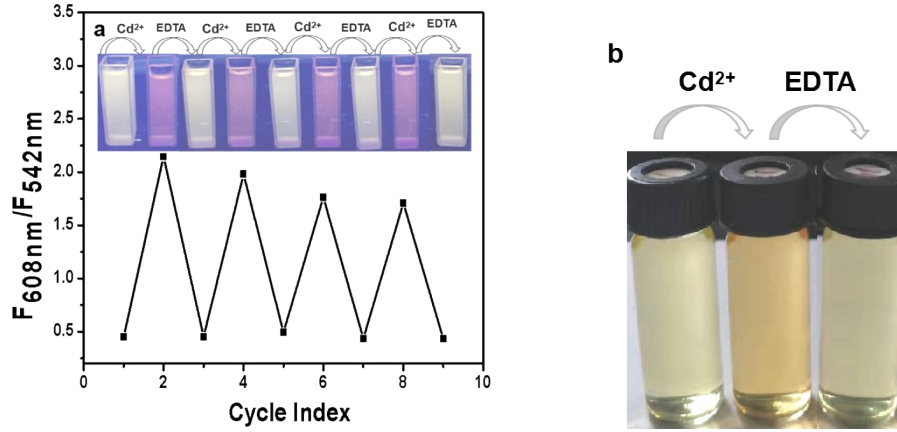 a
Cd²⁺ EDTA Cd²⁺ EDTA Cd²⁺ EDTA Cd²⁺ EDTA
3.5
3.0
2.5
2.0
1.5
1.0
0.5
F608nm/F542nm
0 2 4 6 8 10
Cycle Index
b
Cd²⁺ EDTA